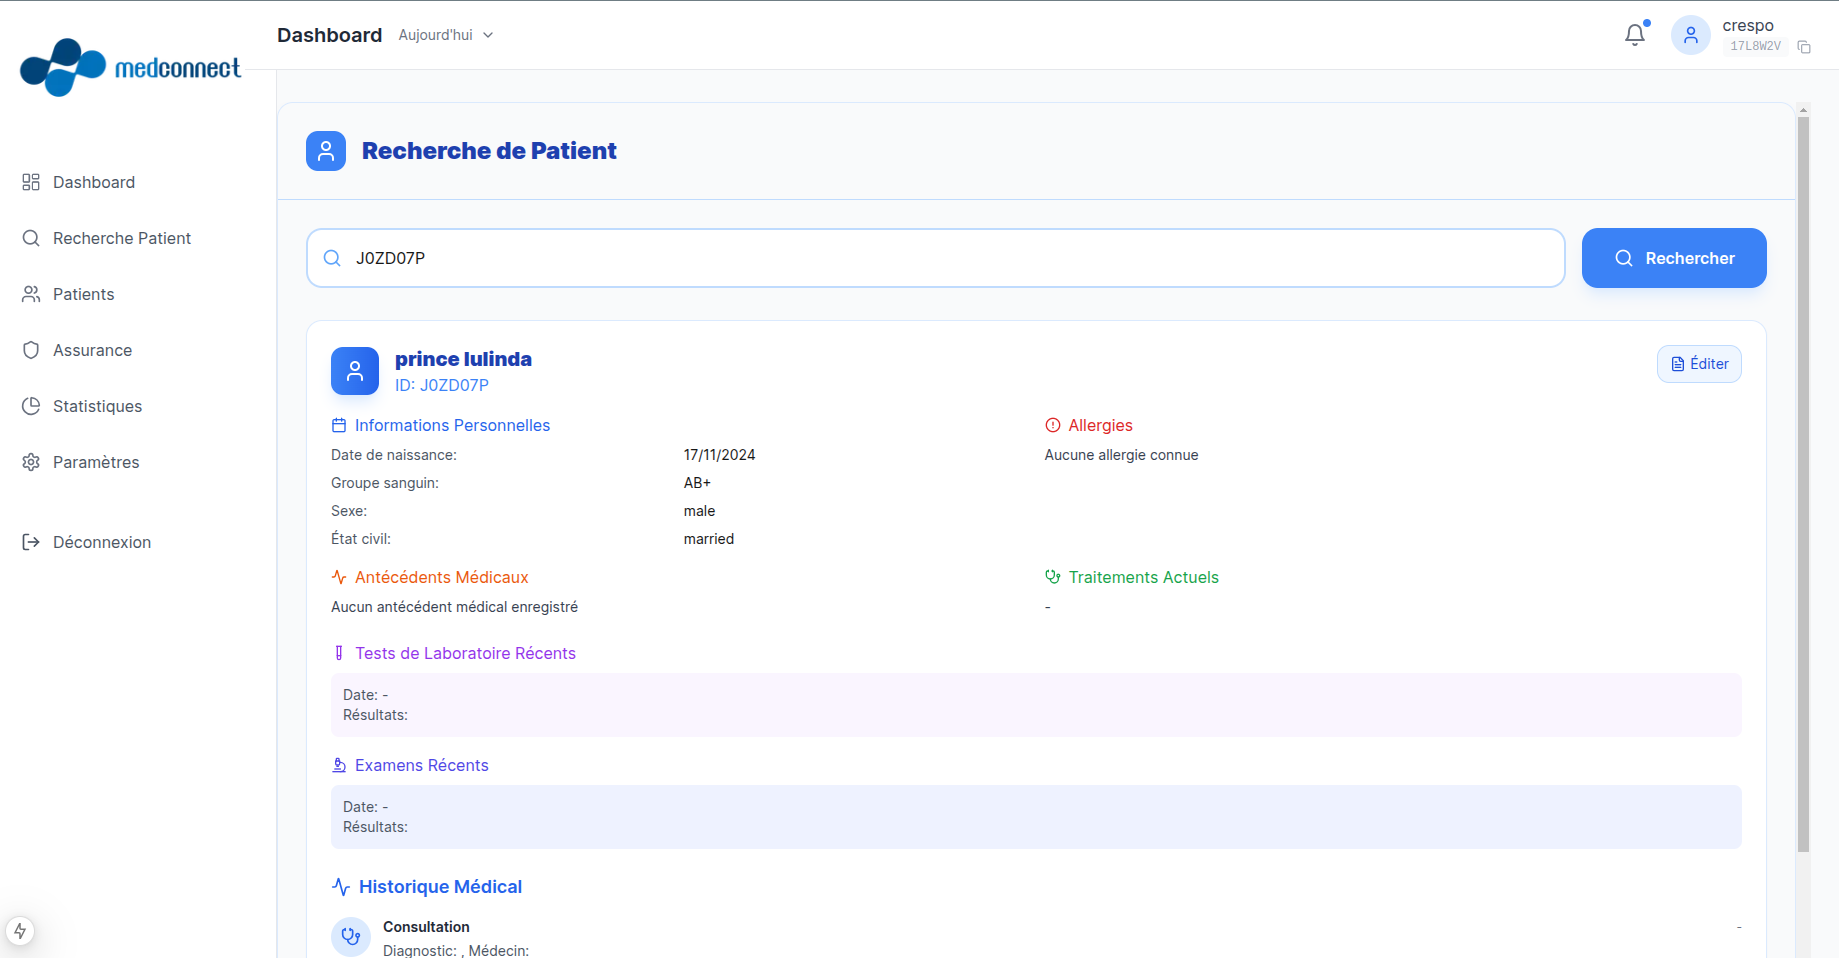 medconnect
Dashboard Aujourd'hui
crespo
17L8W2V
Dashboard
Recherche Patient
Patients
Assurance
Statistiques
Paramètres
Déconnexion
Recherche de Patient
J0ZD07P
Rechercher
prince lulinda
ID: J0ZD07P
Éditer
Informations Personnelles
Date de naissance: 17/11/2024
Groupe sanguin: AB+
Sexe: male
État civil: married
Allergies
Aucune allergie connue
Antécédents Médicaux
Aucun antécédent médical enregistré
Traitements Actuels
-
Tests de Laboratoire Récents
Date: -
Résultats:
Examens Récents
Date: -
Résultats:
Historique Médical
Consultation -
Diagnostic: , Médecin: